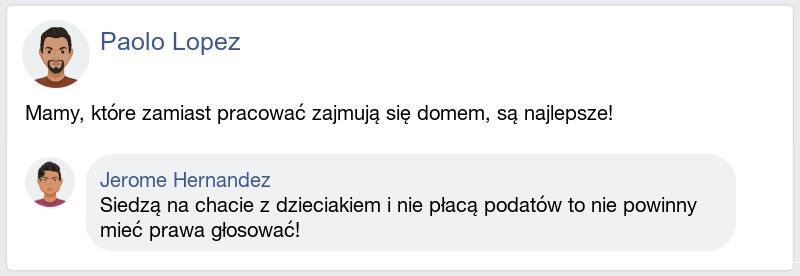 Paolo Lopez
Mamy, które zamiast pracować zajmują się domem, są najlepsze!
Jerome Hernandez
Siedzą na chacie z dzieciakiem i nie płacą podatów to nie powinny
mieć prawa głosować!